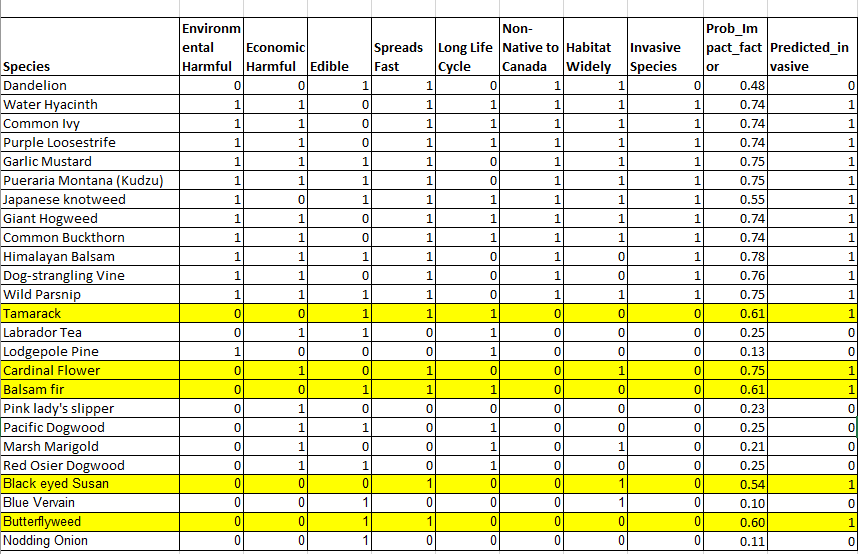 Species Environmental Harmful Economic Harmful Edible Spreads Fast Long Life Cycle Non-Native to Canada Habitat Widely Invasive Species Prob_Impact_factor Predicted_invasive
Dandelion 0 0 1 1 0 1 1 0 0.48 0
Water Hyacinth 1 1 0 1 1 1 1 1 0.74 1
Common Ivy 1 1 0 1 1 1 1 1 0.74 1
Purple Loosestrife 1 1 0 1 1 1 1 1 0.74 1
Garlic Mustard 1 1 1 1 0 1 1 1 0.75 1
Pueraria Montana (Kudzu) 1 1 1 1 0 1 1 1 0.75 1
Japanese knotweed 1 0 1 1 1 1 1 1 0.55 1
Giant Hogweed 1 1 0 1 1 1 1 1 0.74 1
Common Buckthorn 1 1 0 1 1 1 1 1 0.74 1
Himalayan Balsam 1 1 1 1 0 1 0 1 0.78 1
Dog-strangling Vine 1 1 0 1 1 1 0 1 0.76 1
Wild Parsnip 1 1 1 1 0 1 1 1 0.75 1
Tamarack 0 0 1 1 1 0 0 0 0.61 1
Labrador Tea 0 1 1 0 1 0 0 0 0.25 0
Lodgepole Pine 1 0 0 0 1 0 0 0 0.13 0
Cardinal Flower 0 1 0 1 0 0 1 0 0.75 1
Balsam fir 0 0 1 1 1 0 0 0 0.61 1
Pink lady's slipper 0 1 0 0 0 0 0 0 0.23 0
Pacific Dogwood 0 1 1 0 1 0 0 0 0.25 0
Marsh Marigold 0 1 0 0 1 0 1 0 0.21 0
Red Osier Dogwood 0 1 1 0 1 0 0 0 0.25 0
Black eyed Susan 0 0 0 1 0 0 1 0 0.54 1
Blue Vervain 0 0 1 0 0 0 1 0 0.10 0
Butterflyweed 0 0 1 1 0 0 0 0 0.60 1
Nodding Onion 0 0 1 0 0 0 0 0 0.11 0